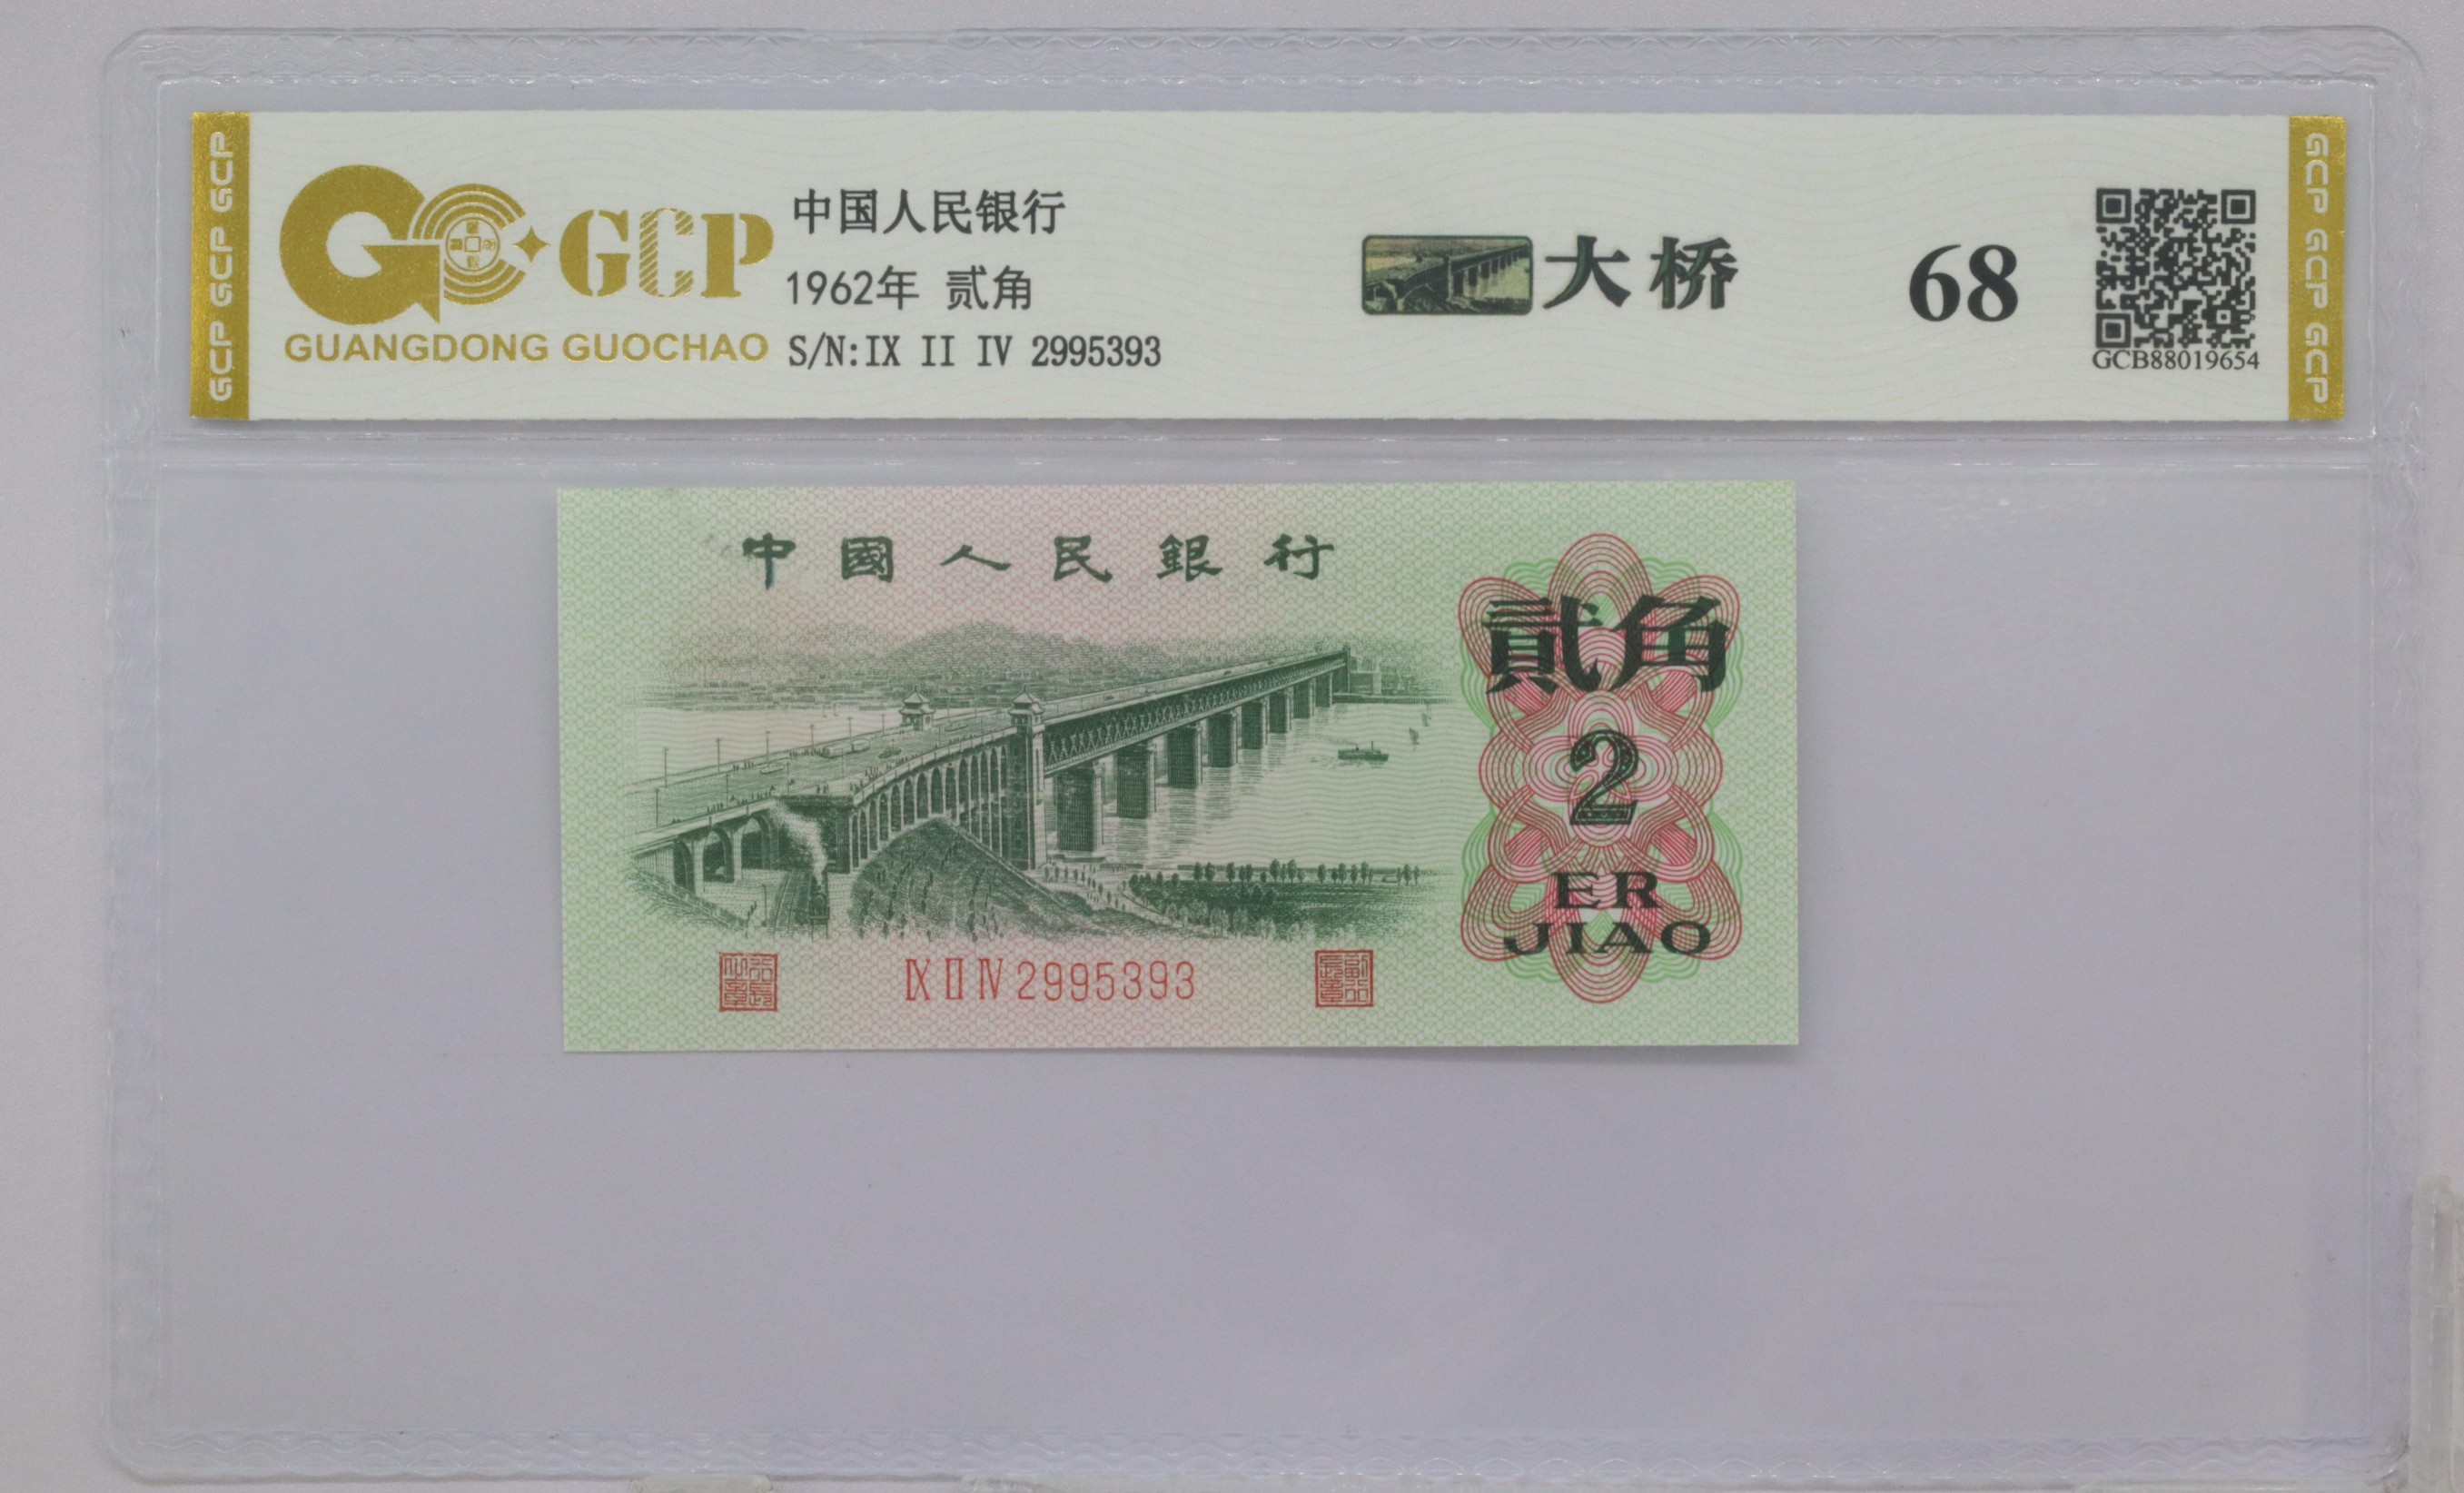 GCP GCP GCP
GCP
GUANGDONG GUOCHAO
中国人民银行
1962年 贰角
S/N:IX II IV 2995393
大桥
68
GCB88019654
GCP GCP GCP
中國人民銀行
貳角
2
ER
JIAO
IX II IV 2995393